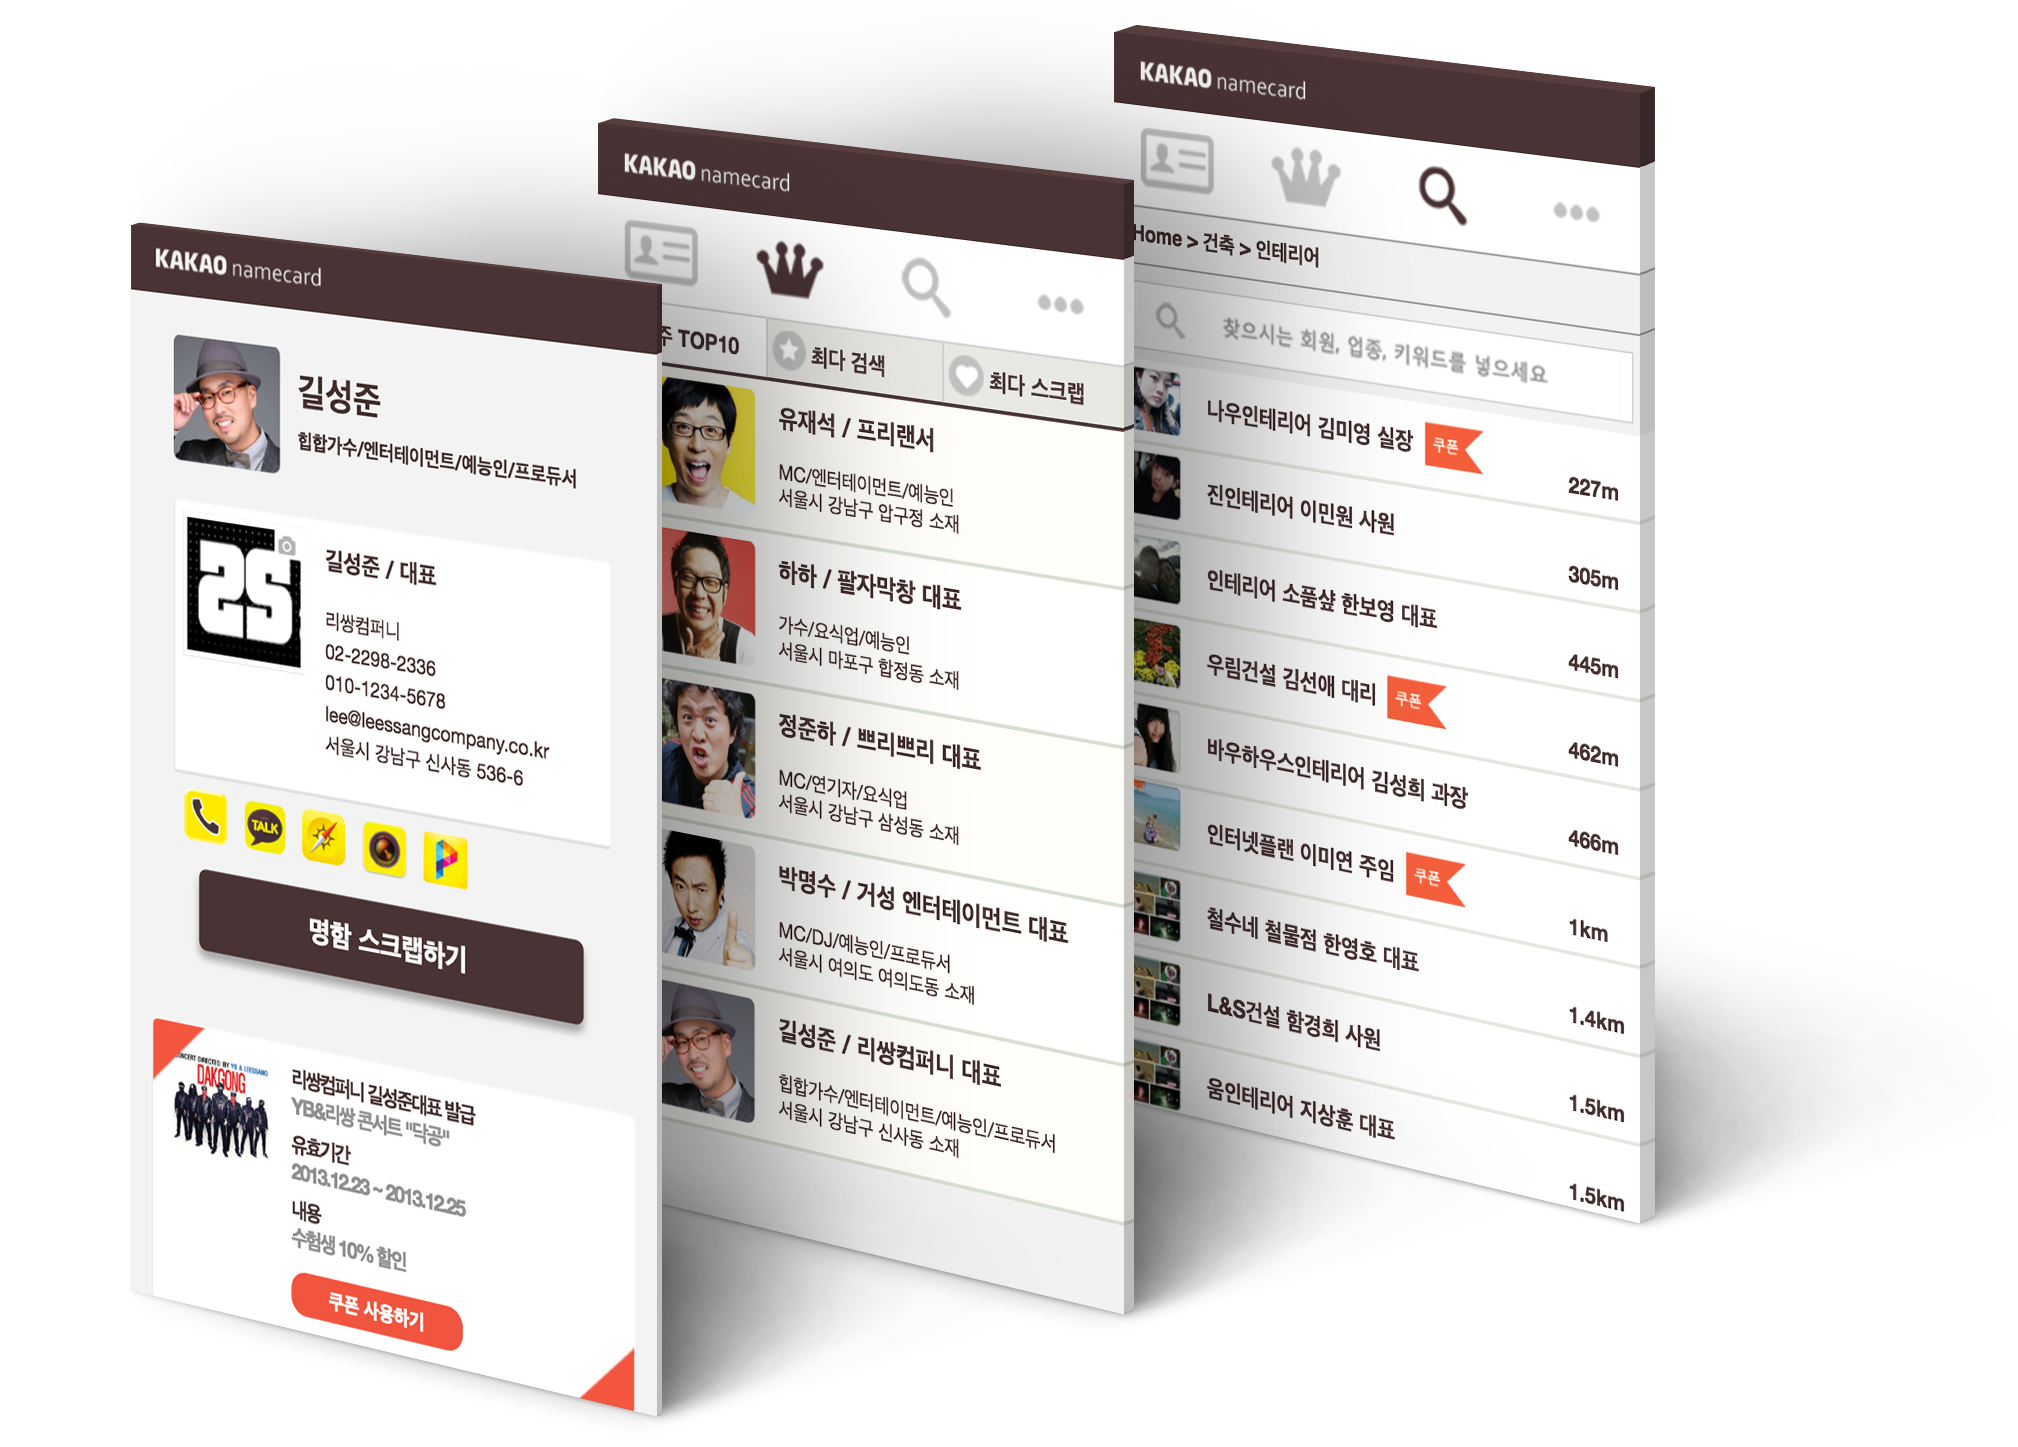 KAKAO namecard
길성준
힙합가수/엔터테이먼트/예능인/프로듀서
25
길성준 / 대표
리쌍컴퍼니
02-2298-2336
010-1234-5678
lee@leessangcompany.co.kr
서울시 강남구 신사동 536-6
TALK
명함 스크랩하기
CONCERT DIRECTED BY YB & LEESSANG
DAKGONG
리쌍컴퍼니 길성준대표 발급
YB&리쌍 콘서트 "닥공"
유효기간
2013.12.23 ~ 2013.12.25
내용
수험생 10% 할인
쿠폰 사용하기
KAKAO namecard
주 TOP10
최다 검색
최다 스크랩
유재석 / 프리랜서
MC/엔터테이먼트/예능인
서울시 강남구 압구정 소재
하하 / 팔자막창 대표
가수/요식업/예능인
서울시 마포구 합정동 소재
정준하 / 쁘리쁘리 대표
MC/연기자/요식업
서울시 강남구 삼성동 소재
박명수 / 거성 엔터테이먼트 대표
MC/DJ/예능인/프로듀서
서울시 여의도 여의도동 소재
길성준 / 리쌍컴퍼니 대표
힙합가수/엔터테이먼트/예능인/프로듀서
서울시 강남구 신사동 소재
KAKAO namecard
Home > 건축 > 인테리어
찾으시는 회원, 업종, 키워드를 넣으세요
나우인테리어 김미영 실장 쿠폰
227m
진인테리어 이민원 사원
305m
인테리어 소품샾 한보영 대표
445m
우림건설 김선애 대리 쿠폰
462m
바우하우스인테리어 김성희 과장
466m
인터넷플랜 이미연 주임 쿠폰
1km
철수네 철물점 한영호 대표
1.4km
L&S건설 함경희 사원
1.5km
움인테리어 지상훈 대표
1.5km